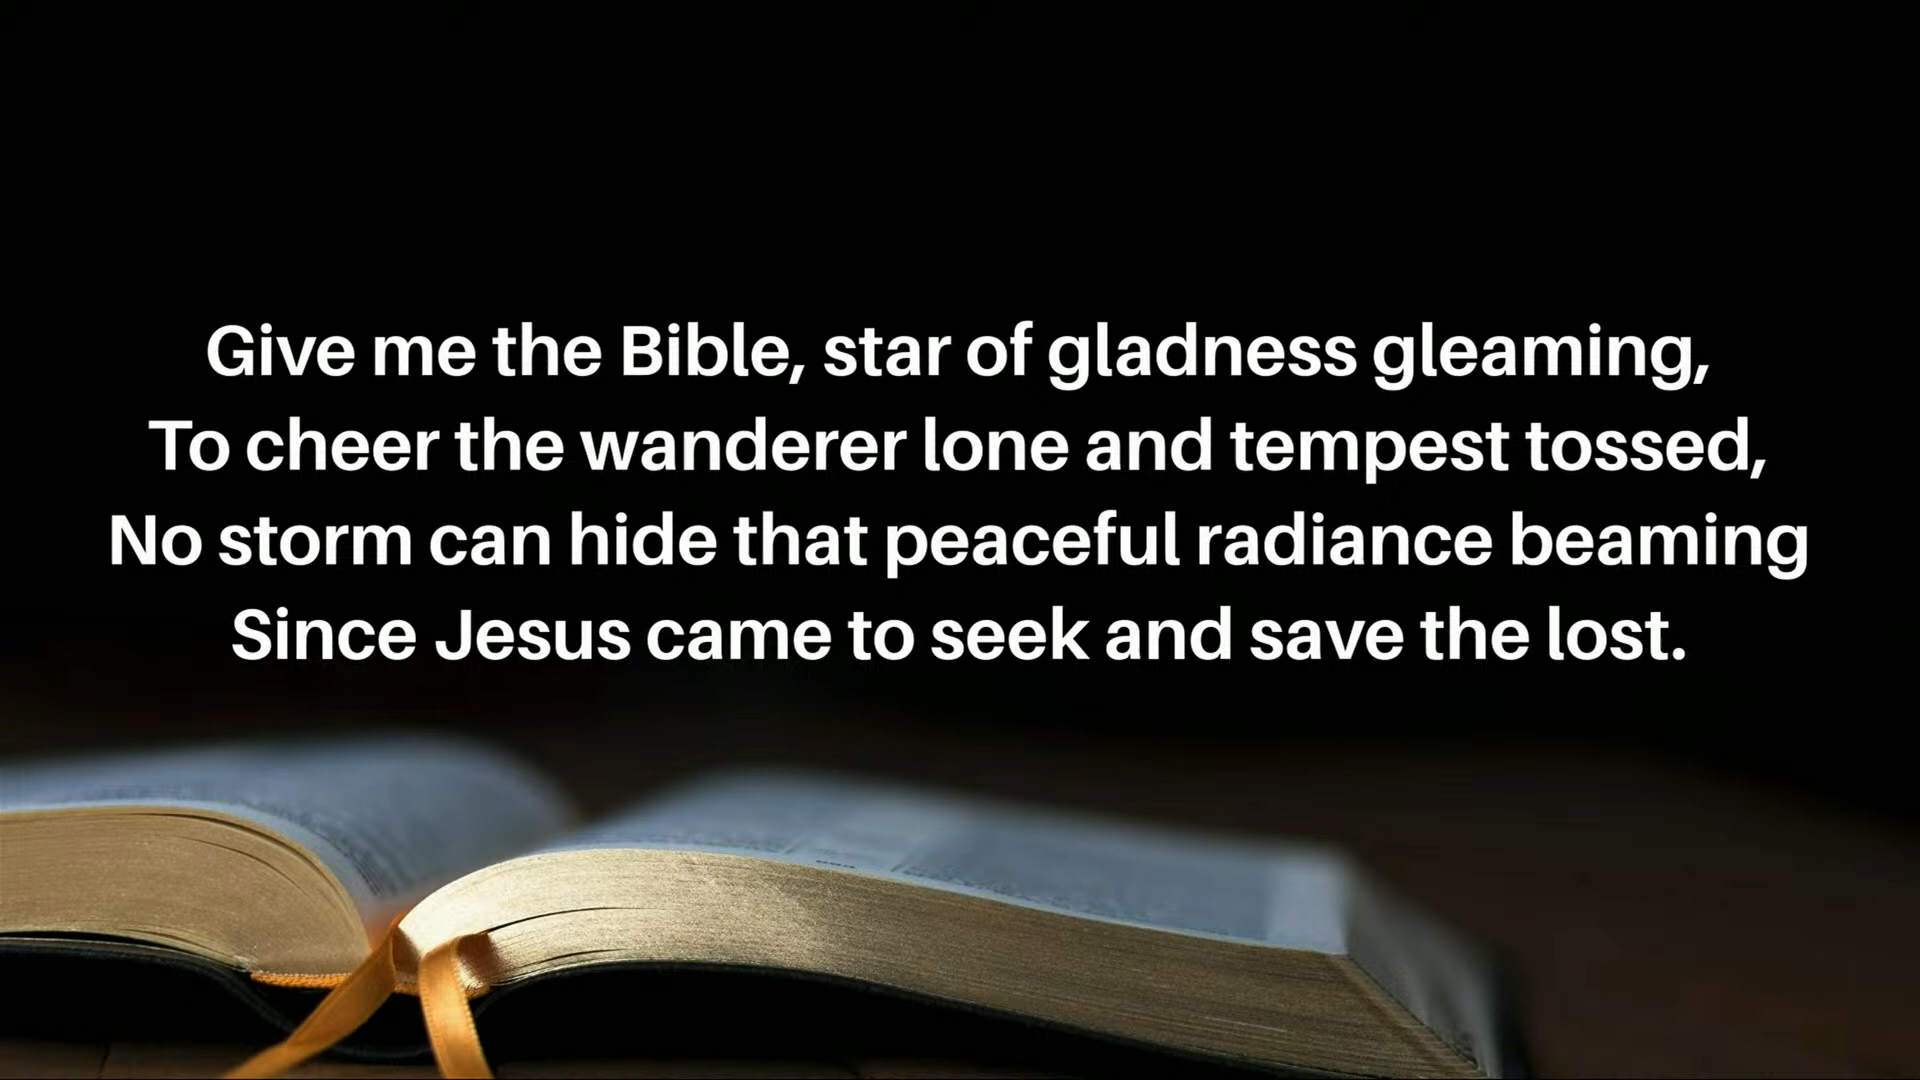 Give me the Bible, star of gladness gleaming,
To cheer the wanderer lone and tempest tossed,
No storm can hide that peaceful radiance beaming
Since Jesus came to seek and save the lost.